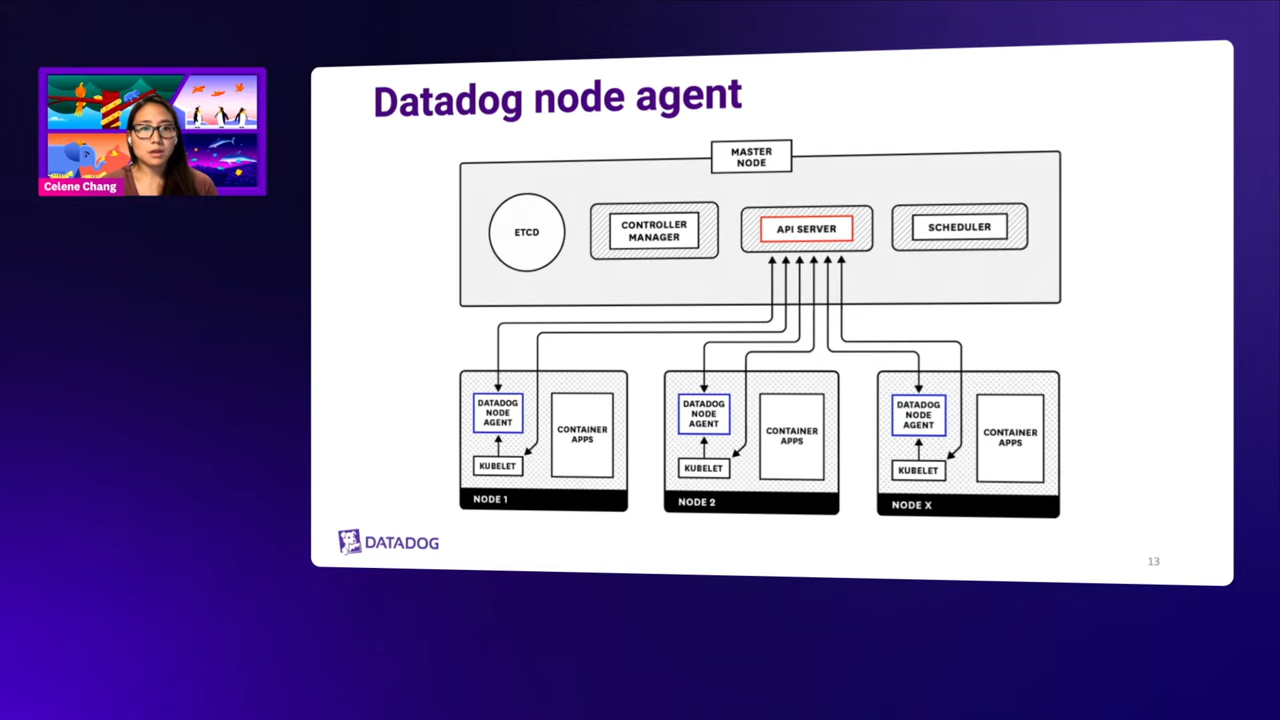 Datadog node agent
MASTER
NODE
ETCD
CONTROLLER
MANAGER
API SERVER
SCHEDULER
DATADOG
NODE
AGENT
KUBELET
CONTAINER
APPS
NODE 1
DATADOG
NODE
AGENT
KUBELET
CONTAINER
APPS
NODE 2
DATADOG
NODE
AGENT
KUBELET
CONTAINER
APPS
NODE X
DATADOG
13
Celene Chang